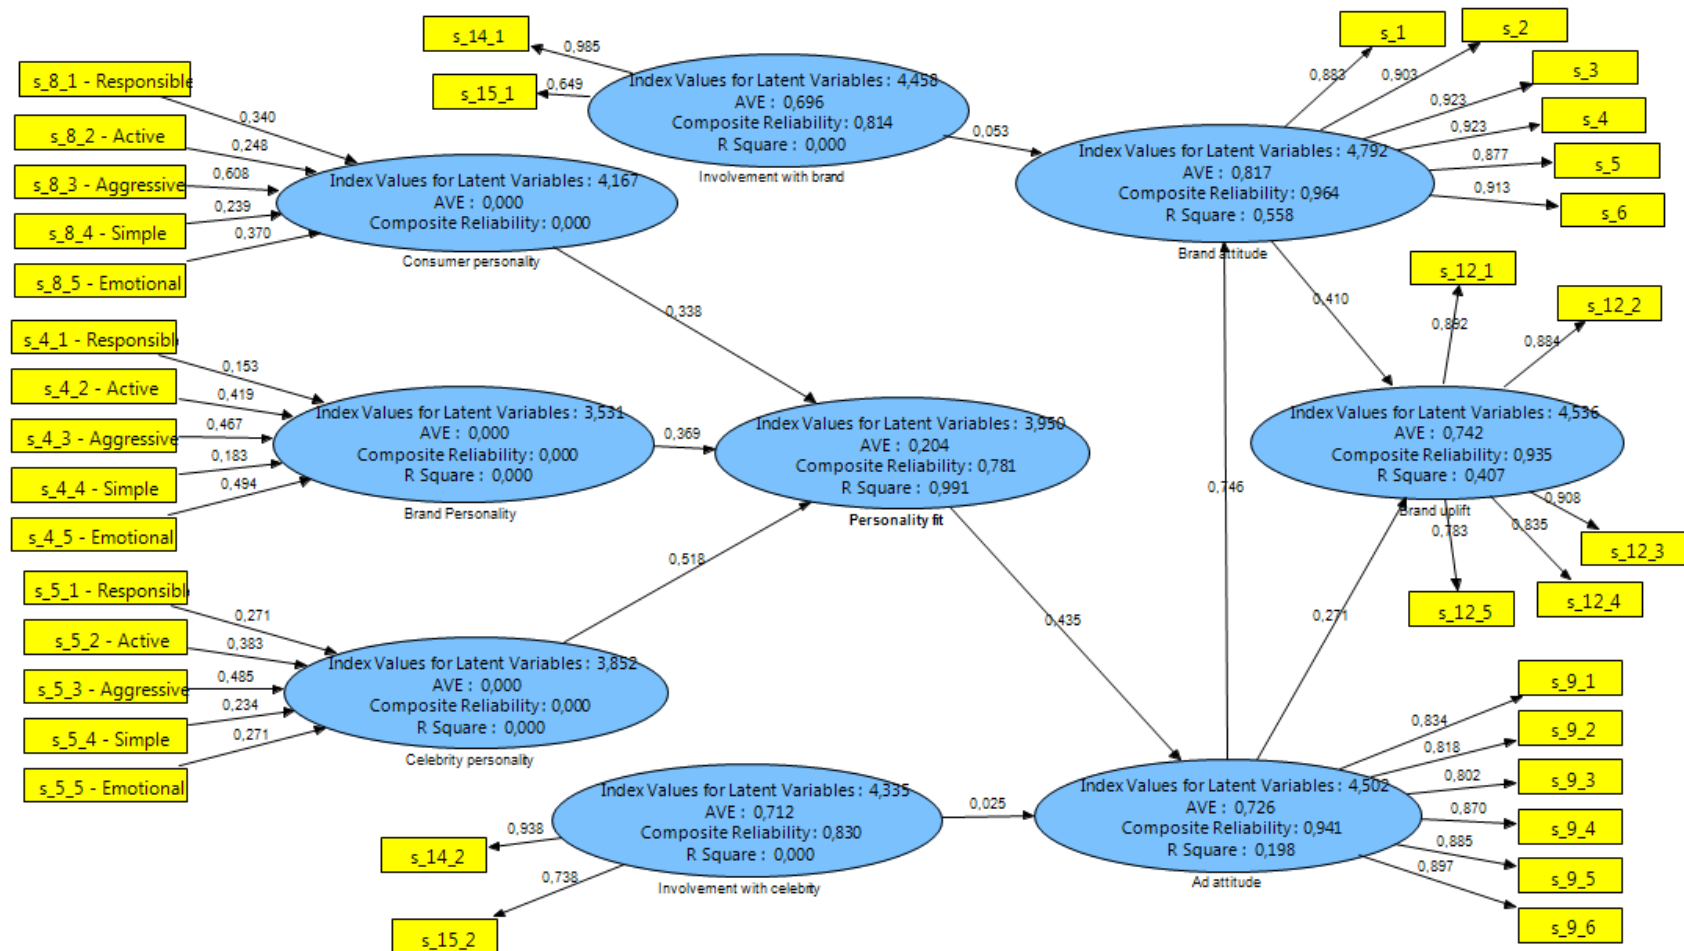 s_14_1
0,985
s_15_1
0,649
Index Values for Latent Variables : 4,458
AVE : 0,696
Composite Reliability : 0,814
R Square : 0,000
Involvement with brand
0,053
s_1
0,883
s_2
0,903
s_3
0,923
s_4
0,923
s_5
0,877
s_6
0,913
Index Values for Latent Variables : 4,792
AVE : 0,817
Composite Reliability : 0,964
R Square : 0,558
Brand attitude
s_8_1 - Responsible
0,340
s_8_2 - Active
0,248
s_8_3 - Aggressive
0,608
s_8_4 - Simple
0,239
s_8_5 - Emotional
0,370
Index Values for Latent Variables : 4,167
AVE : 0,000
Composite Reliability : 0,000
Consumer personality
0,338
0,410
s_12_1
0,892
s_12_2
0,884
s_4_1 - Responsibl
0,153
s_4_2 - Active
0,419
s_4_3 - Aggressive
0,467
s_4_4 - Simple
0,183
s_4_5 - Emotional
0,494
Index Values for Latent Variables : 3,531
AVE : 0,000
Composite Reliability : 0,000
R Square : 0,000
Brand Personality
0,369
Index Values for Latent Variables : 3,950
AVE : 0,204
Composite Reliability : 0,781
R Square : 0,991
Personality fit
0,746
Index Values for Latent Variables : 4,536
AVE : 0,742
Composite Reliability : 0,935
R Square : 0,407
Brand uplift
0,908
s_12_3
0,835
s_12_4
0,783
s_12_5
0,518
0,435
0,271
s_5_1 - Responsibl
0,271
s_5_2 - Active
0,383
s_5_3 - Aggressive
0,485
s_5_4 - Simple
0,234
s_5_5 - Emotional
0,271
Index Values for Latent Variables : 3,852
AVE : 0,000
Composite Reliability : 0,000
R Square : 0,000
Celebrity personality
Index Values for Latent Variables : 4,335
AVE : 0,712
Composite Reliability : 0,830
R Square : 0,000
Involvement with celebrity
0,938
s_14_2
0,738
s_15_2
0,025
Index Values for Latent Variables : 4,502
AVE : 0,726
Composite Reliability : 0,941
R Square : 0,198
Ad attitude
s_9_1
0,834
s_9_2
0,818
s_9_3
0,802
s_9_4
0,870
s_9_5
0,885
s_9_6
0,897